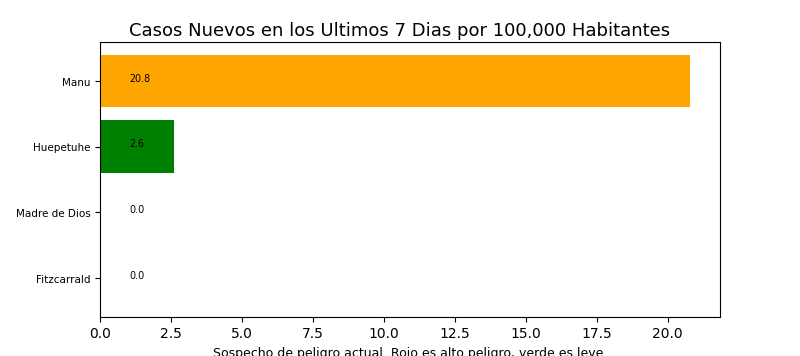 Casos Nuevos en los Ultimos 7 Dias por 100,000 Habitantes
Manu
20.8
Huepetuhe
2.6
Madre de Dios
0.0
Fitzcarrald
0.0
0.0 2.5 5.0 7.5 10.0 12.5 15.0 17.5 20.0
Sospecho de peligro actual. Rojo es alto peligro, verde es leve